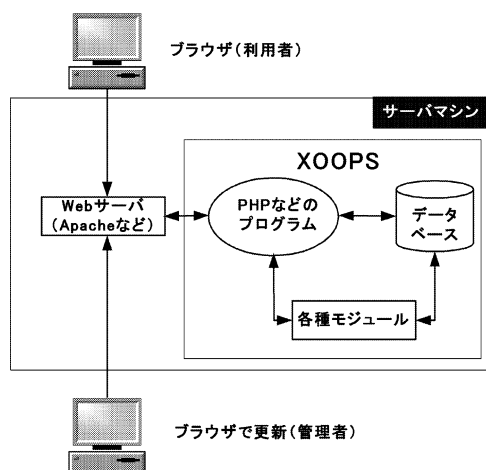 ブラウザ(利用者)
サーバマシン
XOOPS
Webサーバ
(Apacheなど)
PHPなどの
プログラム
データ
ベース
各種モジュール
ブラウザで更新(管理者)